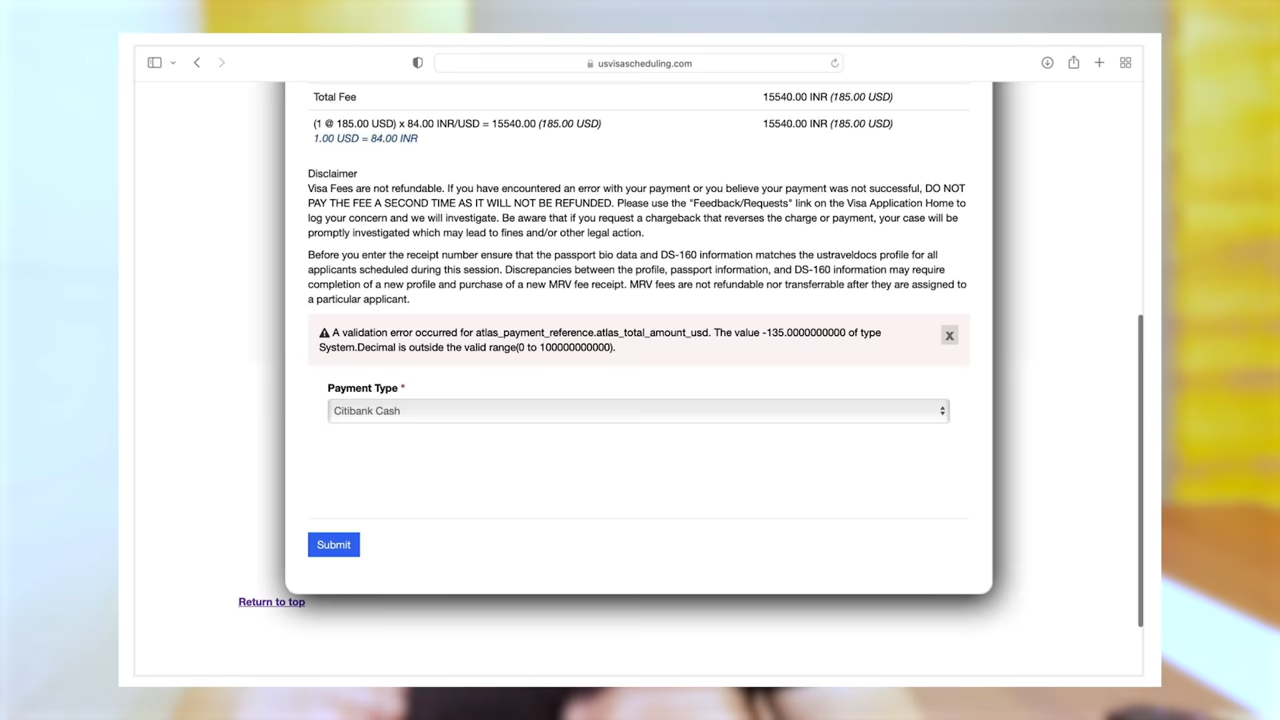 usvisascheduling.com
Total Fee 15540.00 INR (185.00 USD)
(1 @ 185.00 USD) x 84.00 INR/USD = 15540.00 (185.00 USD) 15540.00 INR (185.00 USD)
1.00 USD = 84.00 INR
Disclaimer
Visa Fees are not refundable. If you have encountered an error with your payment or you believe your payment was not successful, DO NOT
PAY THE FEE A SECOND TIME AS IT WILL NOT BE REFUNDED. Please use the "Feedback/Requests" link on the Visa Application Home to
log your concern and we will investigate. Be aware that if you request a chargeback that reverses the charge or payment, your case will be
promptly investigated which may lead to fines and/or other legal action.
Before you enter the receipt number ensure that the passport bio data and DS-160 information matches the ustraveldocs profile for all
applicants scheduled during this session. Discrepancies between the profile, passport information, and DS-160 information may require
completion of a new profile and purchase of a new MRV fee receipt. MRV fees are not refundable nor transferrable after they are assigned to
a particular applicant.
A validation error occurred for atlas_payment_reference.atlas_total_amount_usd. The value -135.0000000000 of type
System.Decimal is outside the valid range(0 to 100000000000).
x
Payment Type *
Citibank Cash
Submit
Return to top